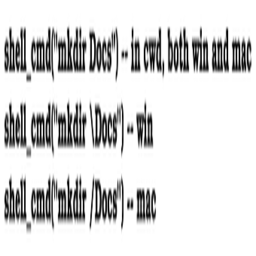 shell_cmd("mkdir Docs") -- in cwd, both win and mac
shell_cmd("mkdir \Docs") -- win
shell_cmd("mkdir /Docs") -- mac